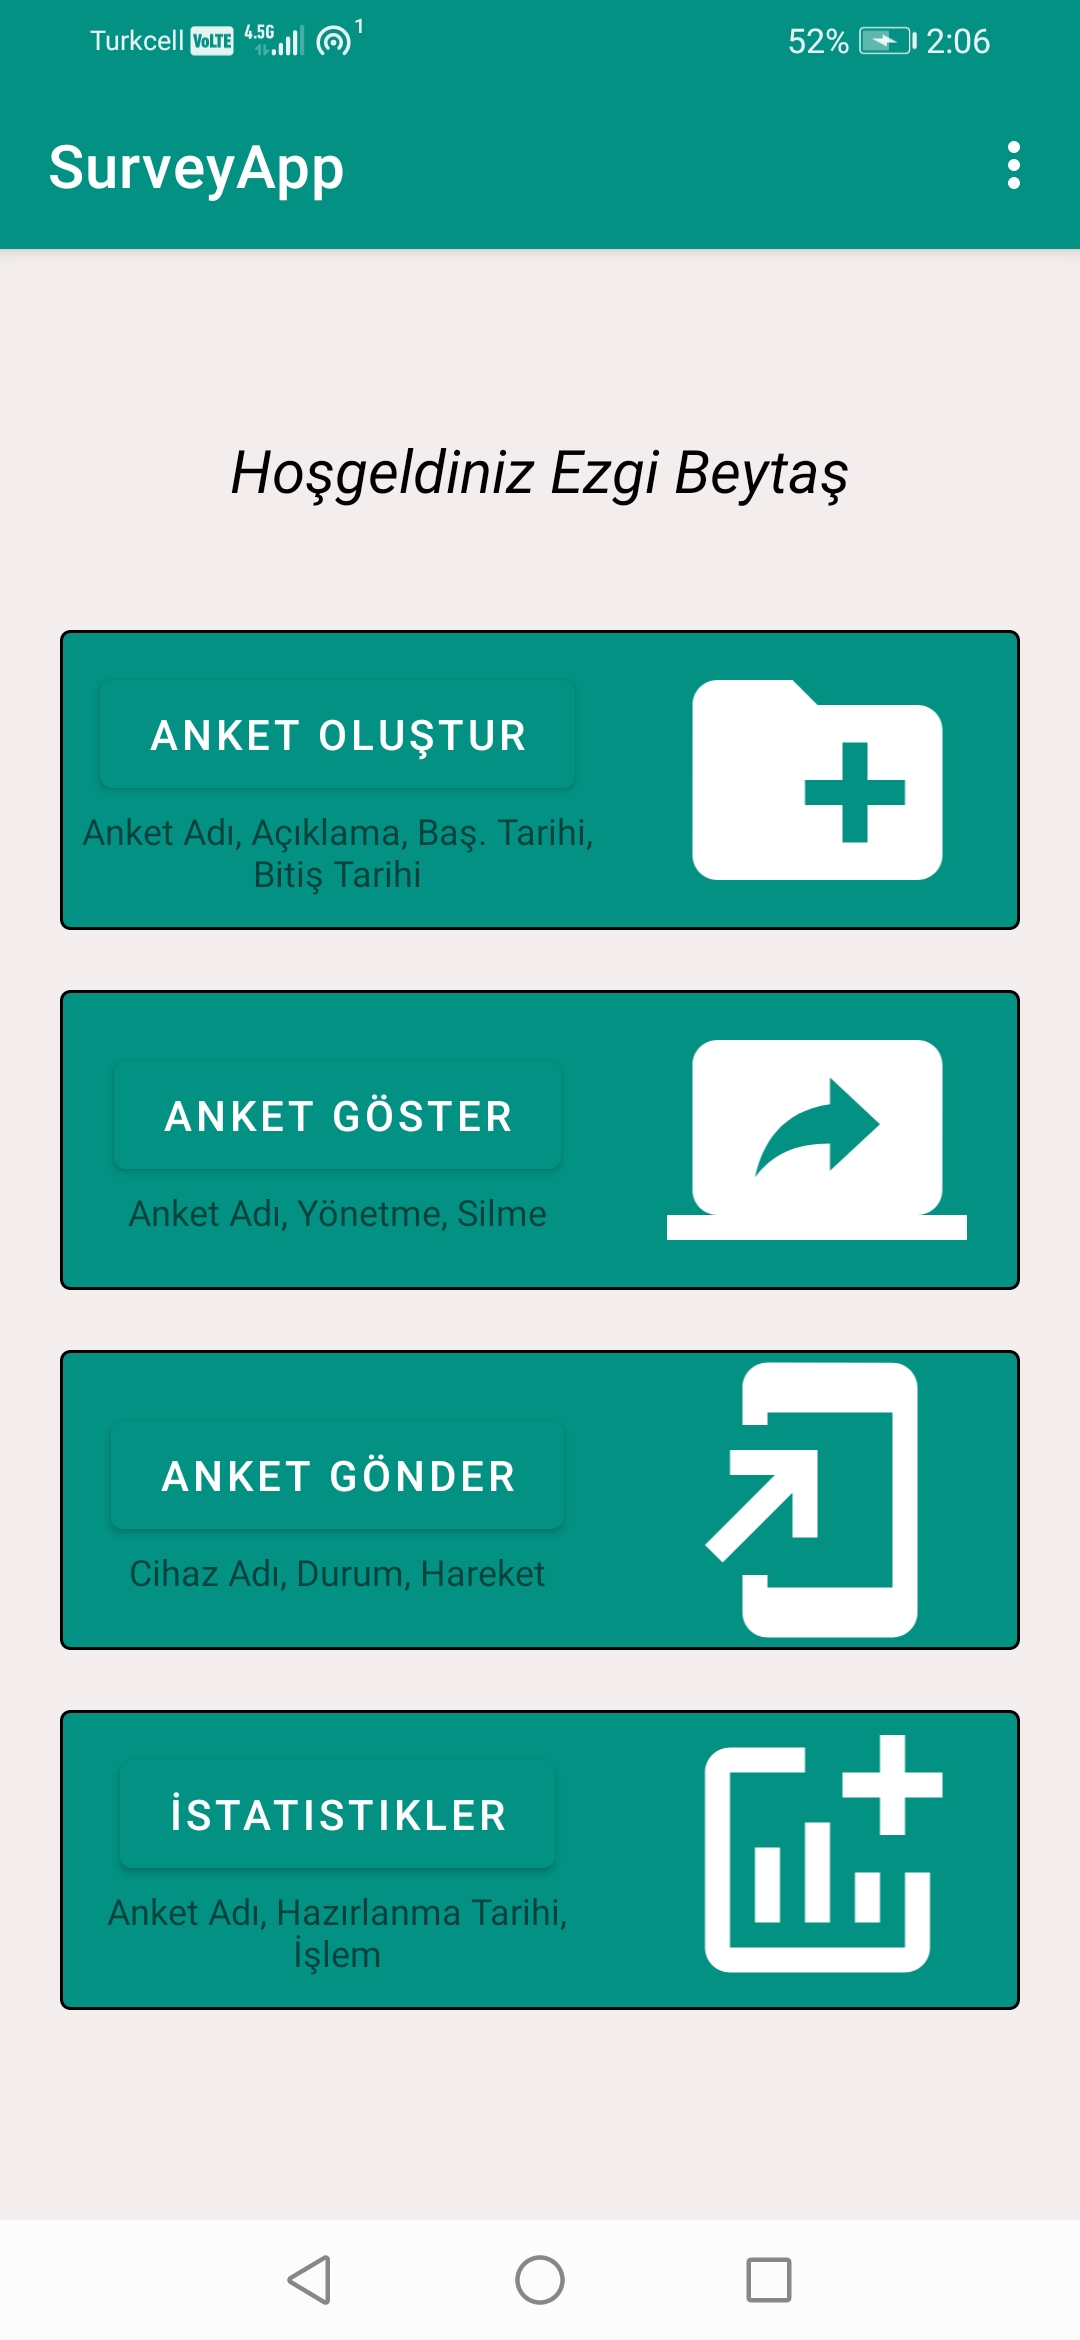 Turkcell VoLTE 4.5G 1 52% 2:06
SurveyApp
Hoşgeldiniz Ezgi Beytaş
ANKET OLUŞTUR
Anket Adı, Açıklama, Baş. Tarihi,
Bitiş Tarihi
ANKET GÖSTER
Anket Adı, Yönetme, Silme
ANKET GÖNDER
Cihaz Adı, Durum, Hareket
İSTATISTIKLER
Anket Adı, Hazırlanma Tarihi,
İşlem